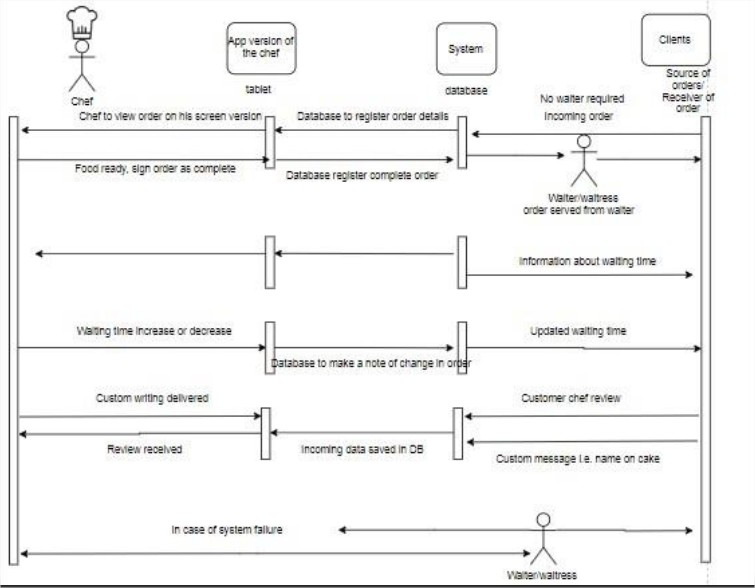 App version of
the chef
System
Clients
tablet
database
Source of
orders/
Receiver of
order
Chef
No waiter required
Chef to view order on his screen version
Database to register order details
Incoming order
Food ready, sign order as complete
Database register complete order
Waiter/waitress
order served from waiter
Information about waiting time
Waiting time increase or decrease
Updated waiting time
Database to make a note of change in order
Custom writing delivered
Customer chef review
Review received
Incoming data saved in DB
Custom message i.e. name on cake
In case of system failure
Waiter/waitress